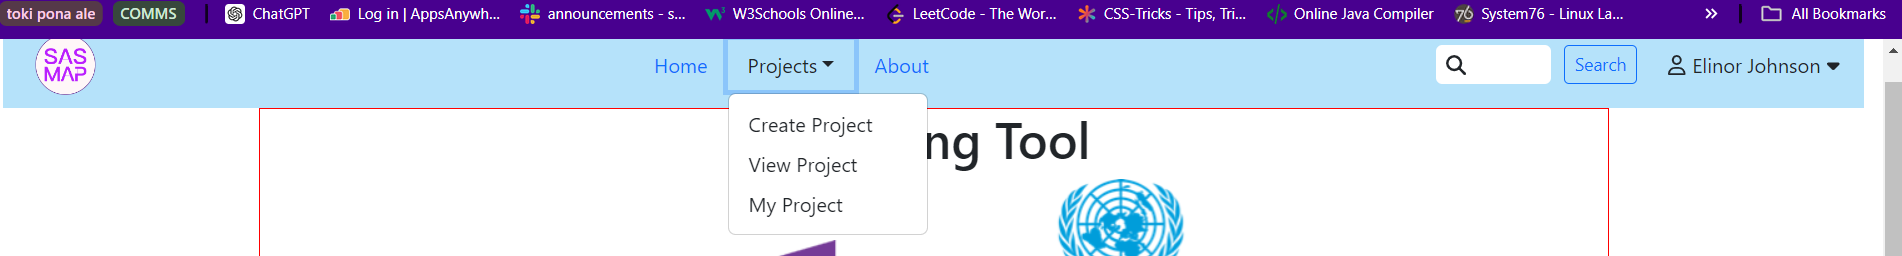 toki pona ale COMMS ChatGPT Log in | AppsAnywh... announcements - s... W3Schools Online... LeetCode - The Wor... CSS-Tricks - Tips, Tri... Online Java Compiler System76 - Linux La... » All Bookmarks
SAS
MAP
Home Projects About Search Elinor Johnson
Create Project
View Project
My Project
ng Tool